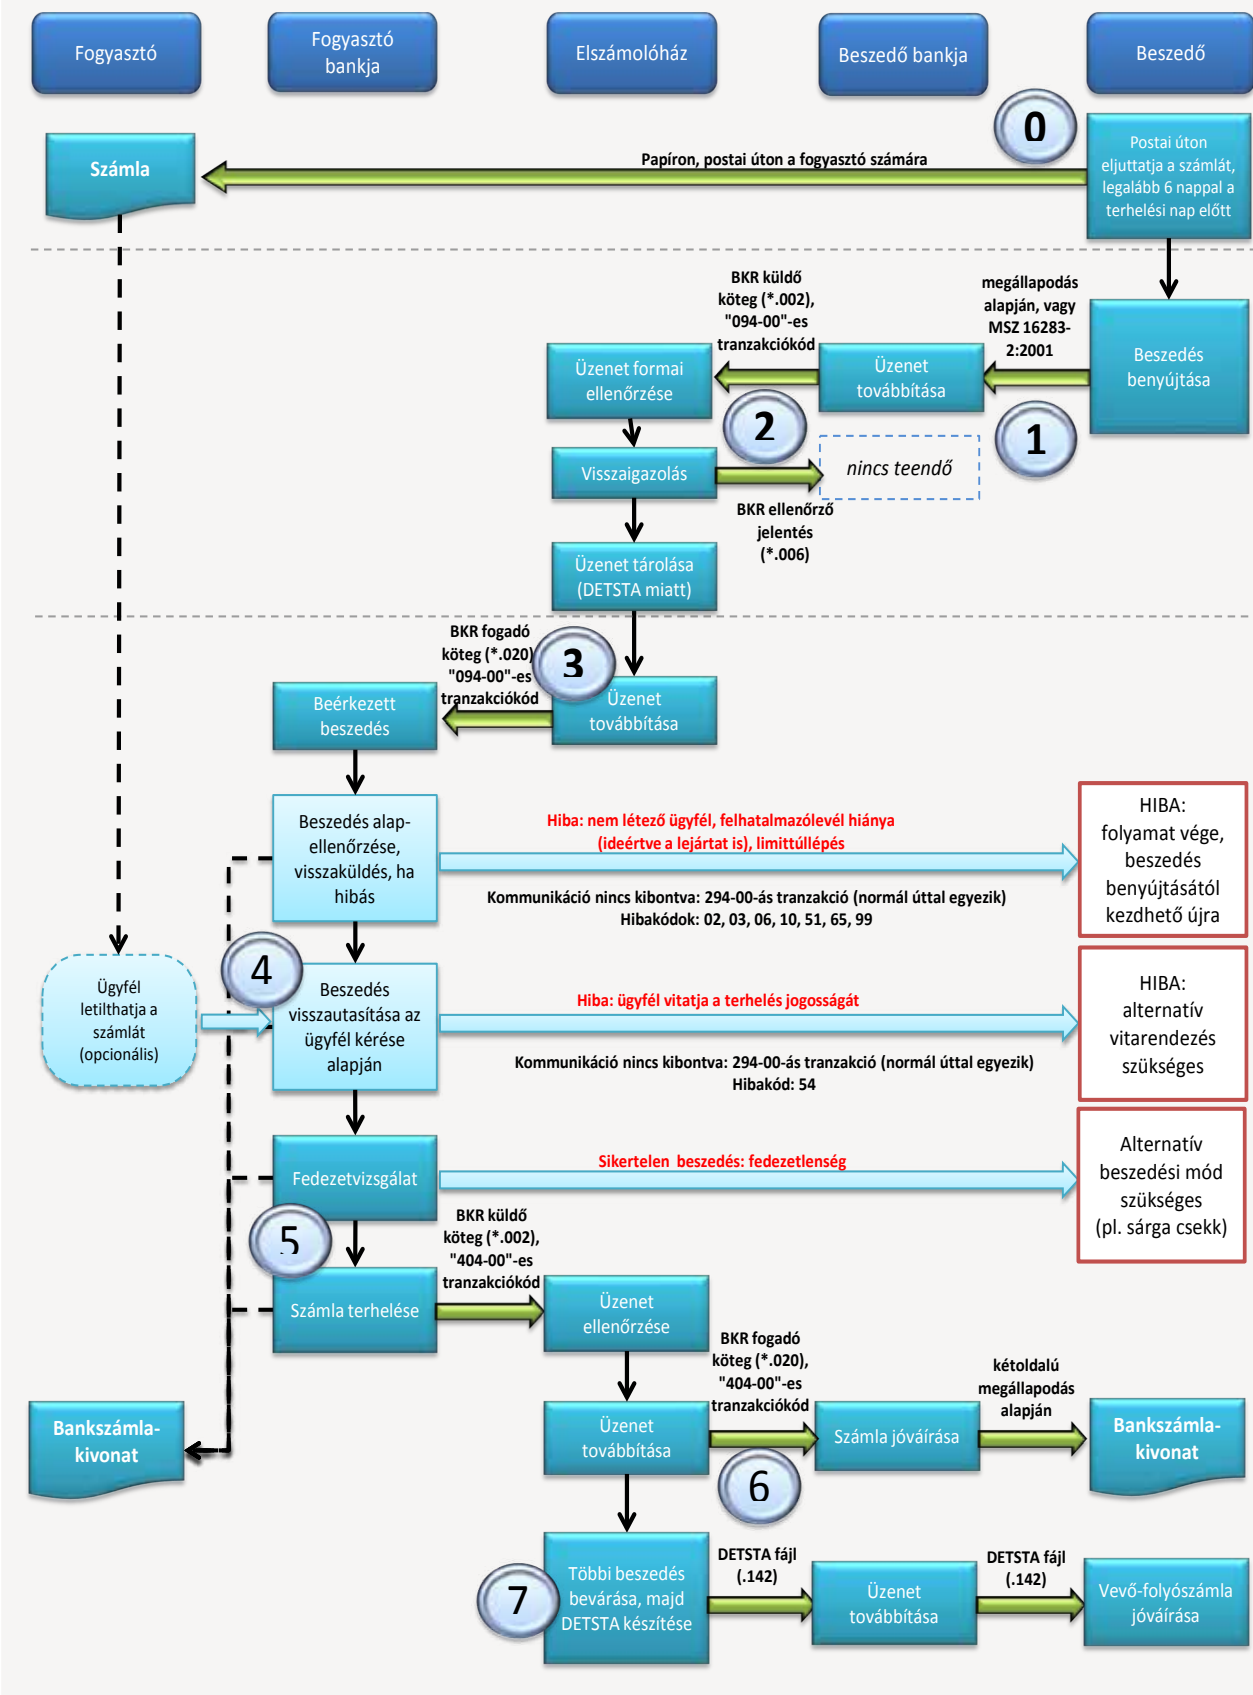 Fogyasztó
Fogyasztó
bankja
Elszámolóház
Beszedő bankja
Beszedő
0
Számla
Papíron, postai úton a fogyasztó számára
Postai úton
eljuttatja a számlát,
legalább 6 nappal a
terhelési nap előtt
BKR küldő
köteg (*.002),
"094-00"-es
tranzakciókód
megállapodás
alapján, vagy
MSZ 16283-
2:2001
Üzenet formai
ellenőrzése
Üzenet
továbbítása
Beszedés
benyújtása
2
1
Visszaigazolás
nincs teendő
BKR ellenőrző
jelentés
(*.006)
Üzenet tárolása
(DETSTA miatt)
BKR fogadó
köteg (*.020)
"094-00"-es
tranzakciókód
3
Beérkezett
beszedés
Üzenet
továbbítása
Beszedés alap-
ellenőrzése,
visszaküldés, ha
hibás
Hiba: nem létező ügyfél, felhatalmazólevél hiánya
(ideértve a lejártat is), limittúllépés
Kommunikáció nincs kibontva: 294-00-ás tranzakció (normál úttal egyezik)
Hibakódok: 02, 03, 06, 10, 51, 65, 99
HIBA:
folyamat vége,
beszedés
benyújtásától
kezdhető újra
4
Ügyfél
letilthatja a
számlát
(opcionális)
Beszedés
visszautasítása az
ügyfél kérése
alapján
Hiba: ügyfél vitatja a terhelés jogosságát
Kommunikáció nincs kibontva: 294-00-ás tranzakció (normál úttal egyezik)
Hibakód: 54
HIBA:
alternatív
vitarendezés
szükséges
Fedezetvizsgálat
Sikertelen beszedés: fedezetlenség
Alternatív
beszedési mód
szükséges
(pl. sárga csekk)
5
BKR küldő
köteg (*.002),
"404-00"-es
tranzakciókód
Számla terhelése
Üzenet
ellenőrzése
BKR fogadó
köteg (*.020),
"404-00"-es
tranzakciókód
kétoldalú
megállapodás
alapján
Bankszámla-
kivonat
Üzenet
továbbítása
Számla jóváírása
Bankszámla-
kivonat
6
7
Többi beszedés
bevárása, majd
DETSTA készítése
DETSTA fájl
(.142)
Üzenet
továbbítása
DETSTA fájl
(.142)
Vevő-folyószámla
jóváírása